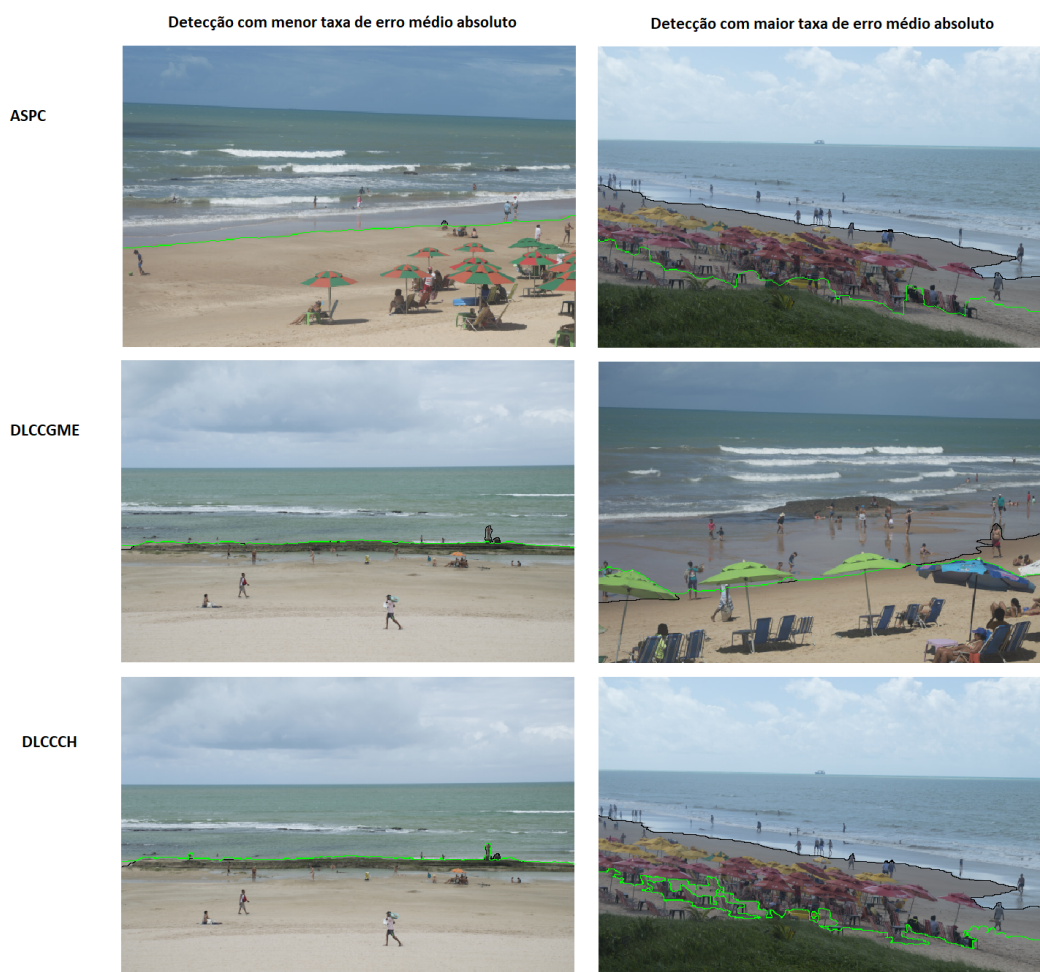 Detecção com menor taxa de erro médio absoluto
Detecção com maior taxa de erro médio absoluto
ASPC
DLCCGME
DLCCCH